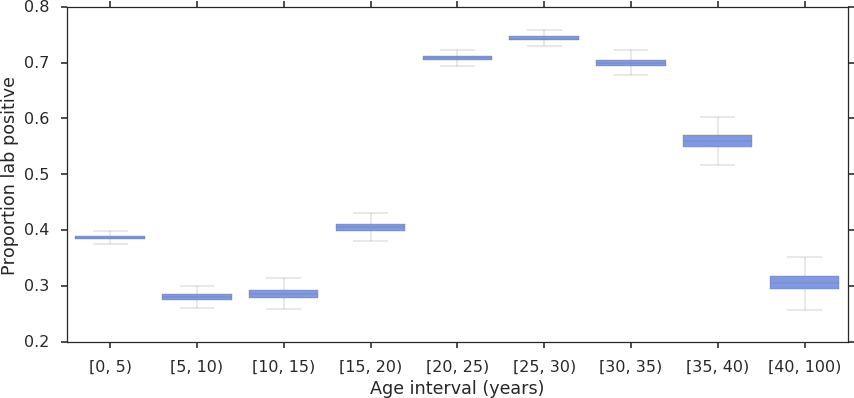 Proportion lab positive
0.8
0.7
0.6
0.5
0.4
0.3
0.2
[0, 5) [5, 10) [10, 15) [15, 20) [20, 25) [25, 30) [30, 35) [35, 40) [40, 100)
Age interval (years)